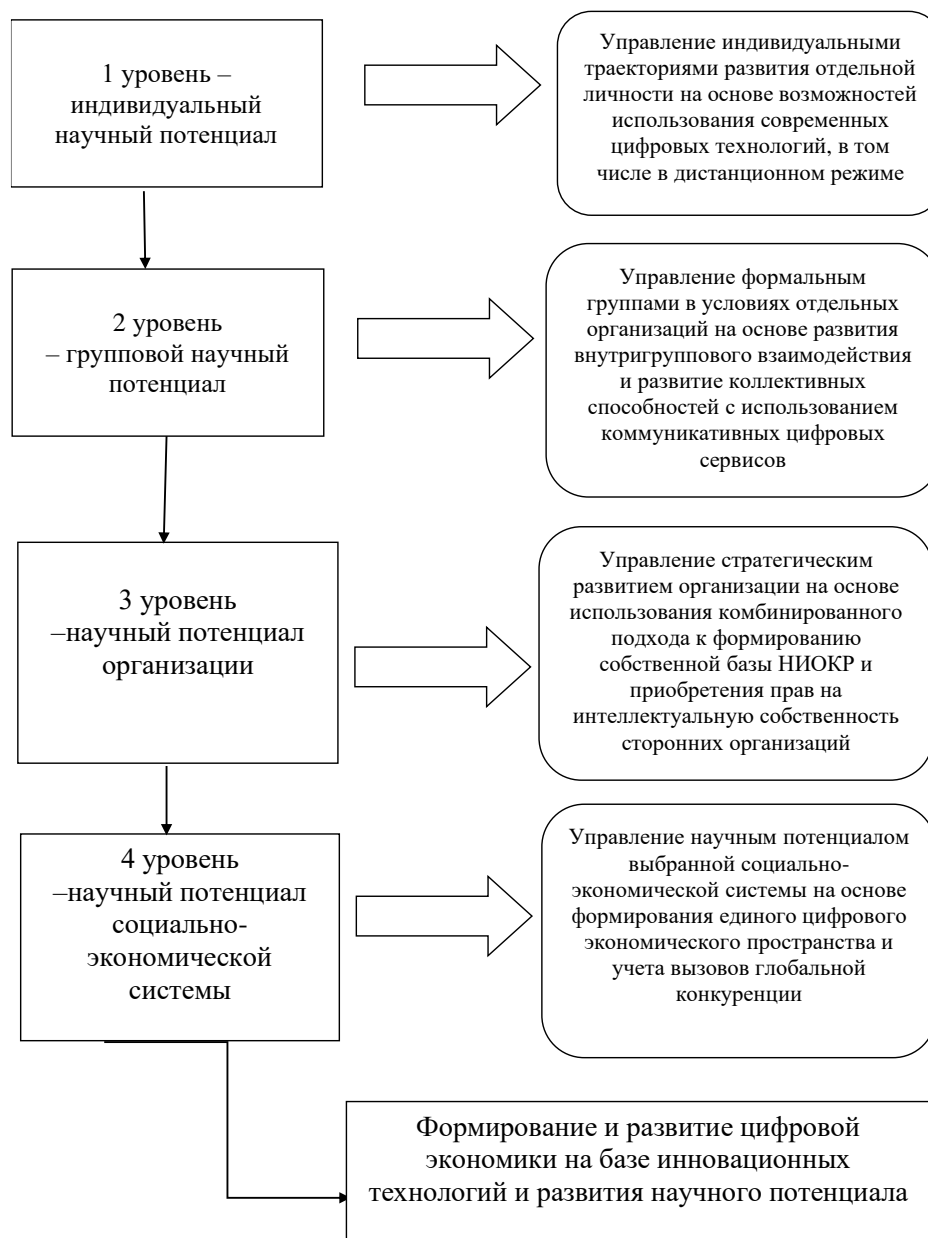 1 уровень –
индивидуальный
научный потенциал
Управление индивидуальными
траекториями развития отдельной
личности на основе возможностей
использования современных
цифровых технологий, в том
числе в дистанционном режиме
2 уровень
– групповой научный
потенциал
Управление формальным
группами в условиях отдельных
организаций на основе развития
внутригруппового взаимодействия
и развитие коллективных
способностей с использованием
коммуникативных цифровых
сервисов
3 уровень
–научный потенциал
организации
Управление стратегическим
развитием организации на основе
использования комбинированного
подхода к формированию
собственной базы НИОКР и
приобретения прав на
интеллектуальную собственность
сторонних организаций
4 уровень
–научный потенциал
социально-
экономической
системы
Управление научным потенциалом
выбранной социально-
экономической системы на основе
формирования единого цифрового
экономического пространства и
учета вызовов глобальной
конкуренции
Формирование и развитие цифровой
экономики на базе инновационных
технологий и развития научного потенциала